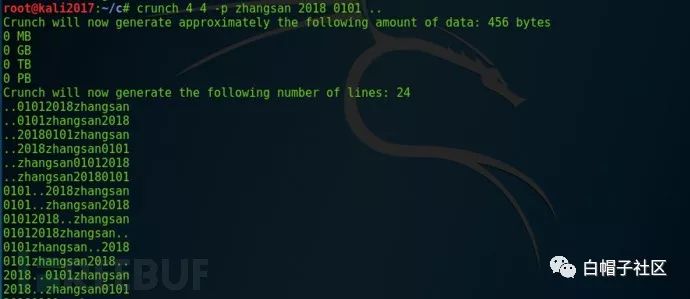 root@kali2017:~/c# crunch 4 4 -p zhangsan 2018 0101 ..
Crunch will now generate approximately the following amount of data: 456 bytes
0 MB
0 GB
0 TB
0 PB
Crunch will now generate the following number of lines: 24
..01012018zhangsan
..0101zhangsan2018
..20180101zhangsan
..2018zhangsan0101
..zhangsan01012018
..zhangsan20180101
0101..2018zhangsan
0101..zhangsan2018
01012018..zhangsan
01012018zhangsan..
0101zhangsan..2018
0101zhangsan2018..
2018..0101zhangsan
2018..zhangsan0101
白帽子社区